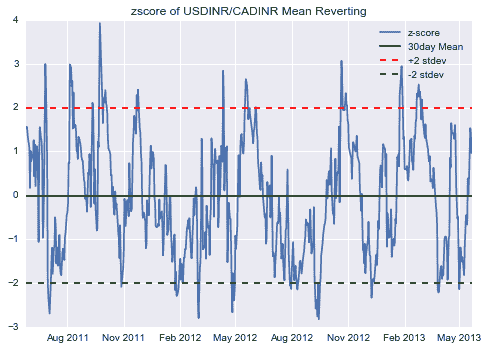 zscore of USDINR/CADINR Mean Reverting
4
3
2
1
0
−1
−2
−3
z-score
30day Mean
+2 stdev
-2 stdev
Aug 2011 Nov 2011 Feb 2012 May 2012 Aug 2012 Nov 2012 Feb 2013 May 2013